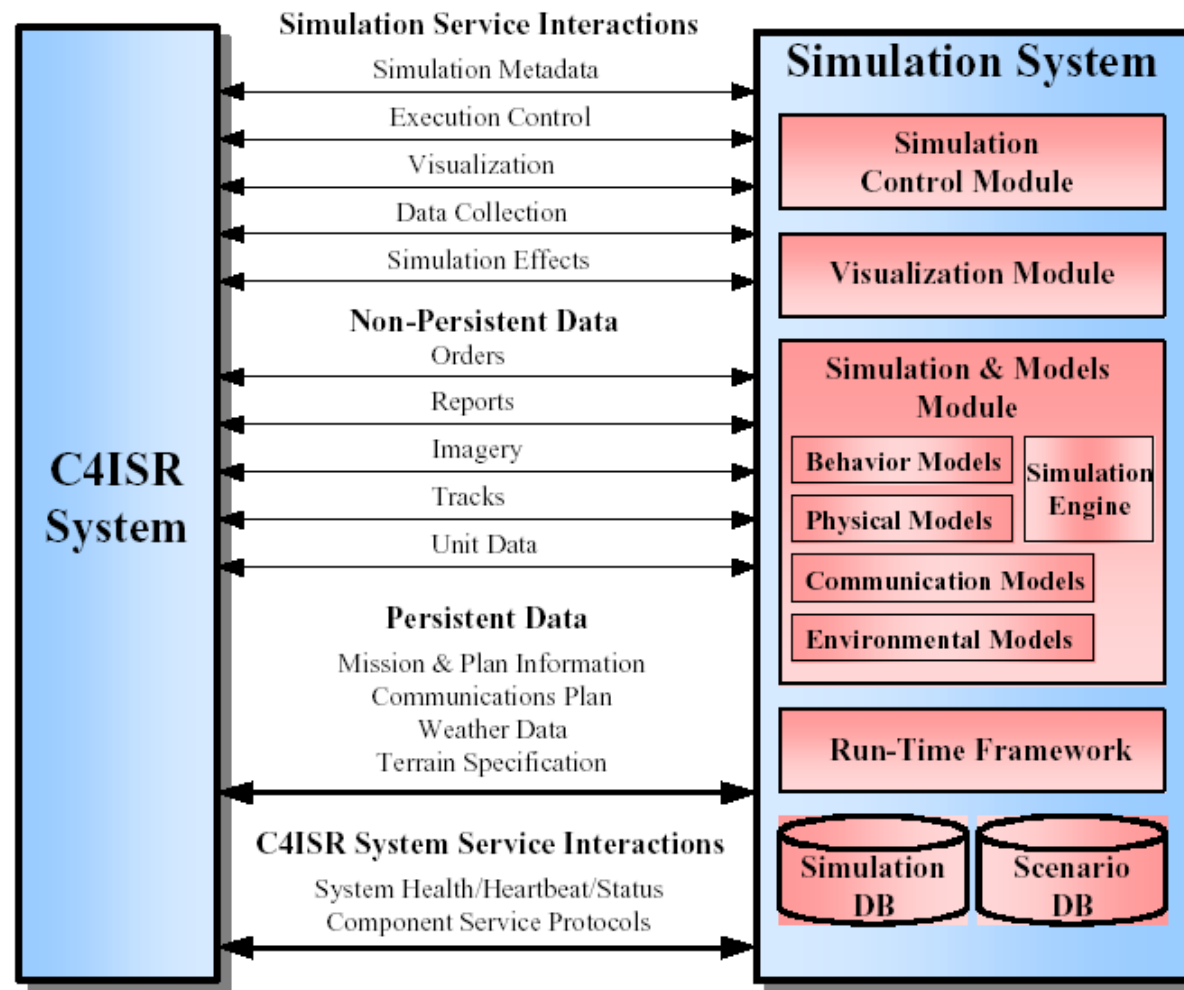 C4ISR
System
Simulation Service Interactions
Simulation Metadata
Execution Control
Visualization
Data Collection
Simulation Effects
Non-Persistent Data
Orders
Reports
Imagery
Tracks
Unit Data
Persistent Data
Mission & Plan Information
Communications Plan
Weather Data
Terrain Specification
C4ISR System Service Interactions
System Health/Heartbeat/Status
Component Service Protocols
Simulation System
Simulation
Control Module
Visualization Module
Simulation & Models
Module
Behavior Models
Physical Models
Simulation
Engine
Communication Models
Environmental Models
Run-Time Framework
Simulation
DB
Scenario
DB